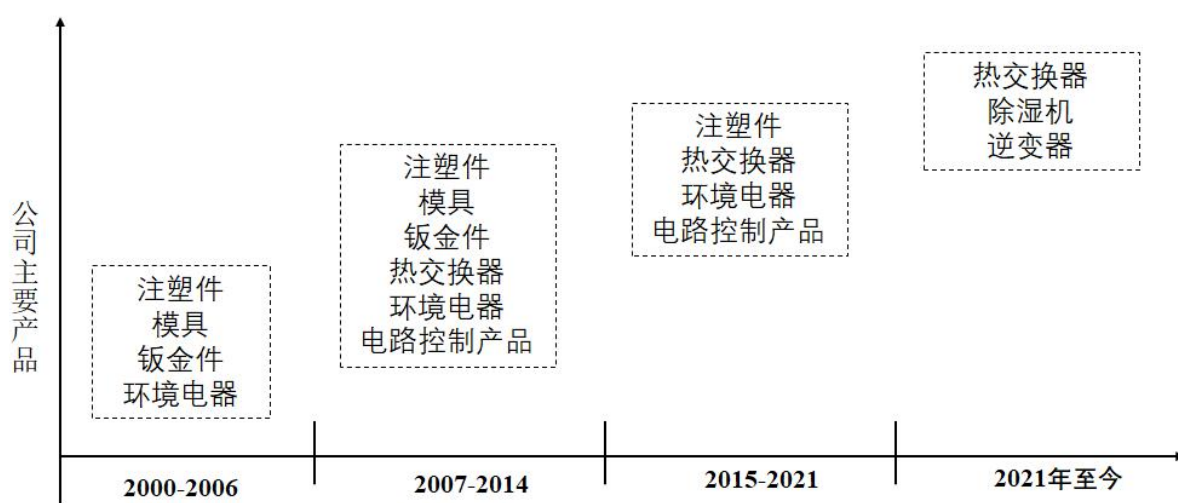 公司主要产品
注塑件
模具
钣金件
环境电器
注塑件
模具
钣金件
热交换器
环境电器
电路控制产品
注塑件
热交换器
环境电器
电路控制产品
热交换器
除湿机
逆变器
2000-2006
2007-2014
2015-2021
2021年至今